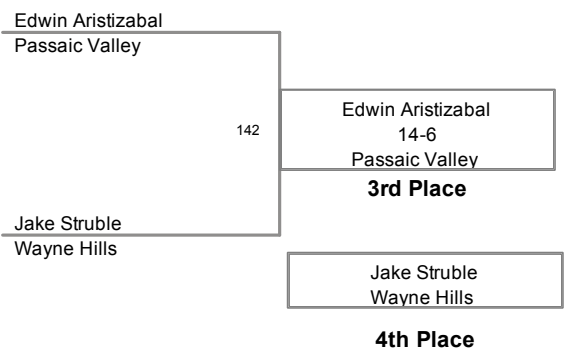 Edwin Aristizabal
Passaic Valley
142
Edwin Aristizabal
14-6
Passaic Valley
3rd Place
Jake Struble
Wayne Hills
Jake Struble
Wayne Hills
4th Place